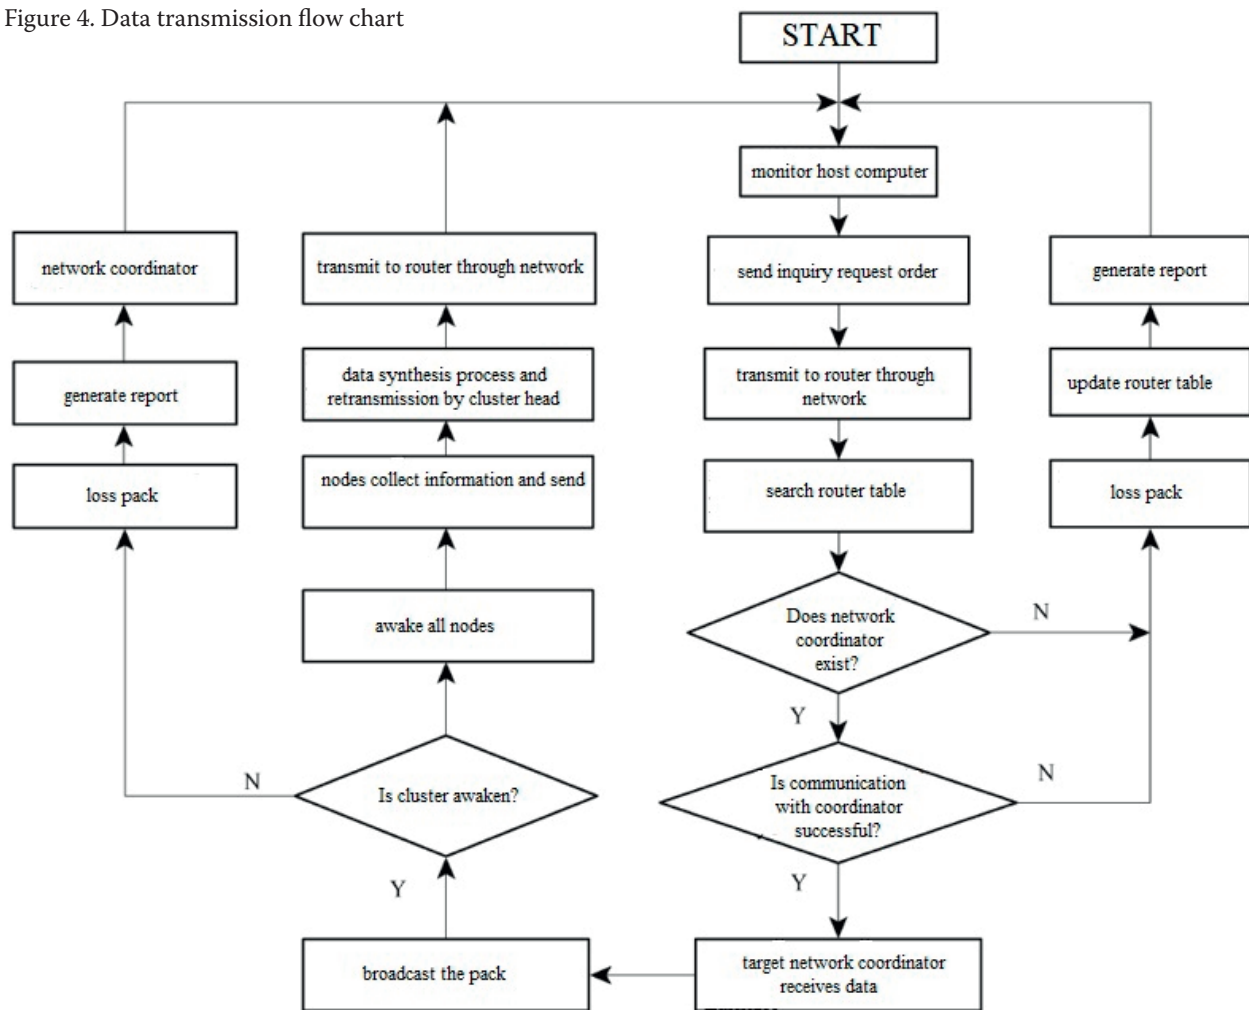 Figure 4. Data transmission flow chart
START
monitor host computer
network coordinator
transmit to router through network
send inquiry request order
generate report
generate report
data synthesis process and
retransmission by cluster head
transmit to router through
network
update router table
loss pack
nodes collect information and send
search router table
loss pack
awake all nodes
Does network
coordinator
exist?
N
Y
N
Is cluster awaken?
Is communication
with coordinator
successful?
N
Y
Y
broadcast the pack
target network coordinator
receives data